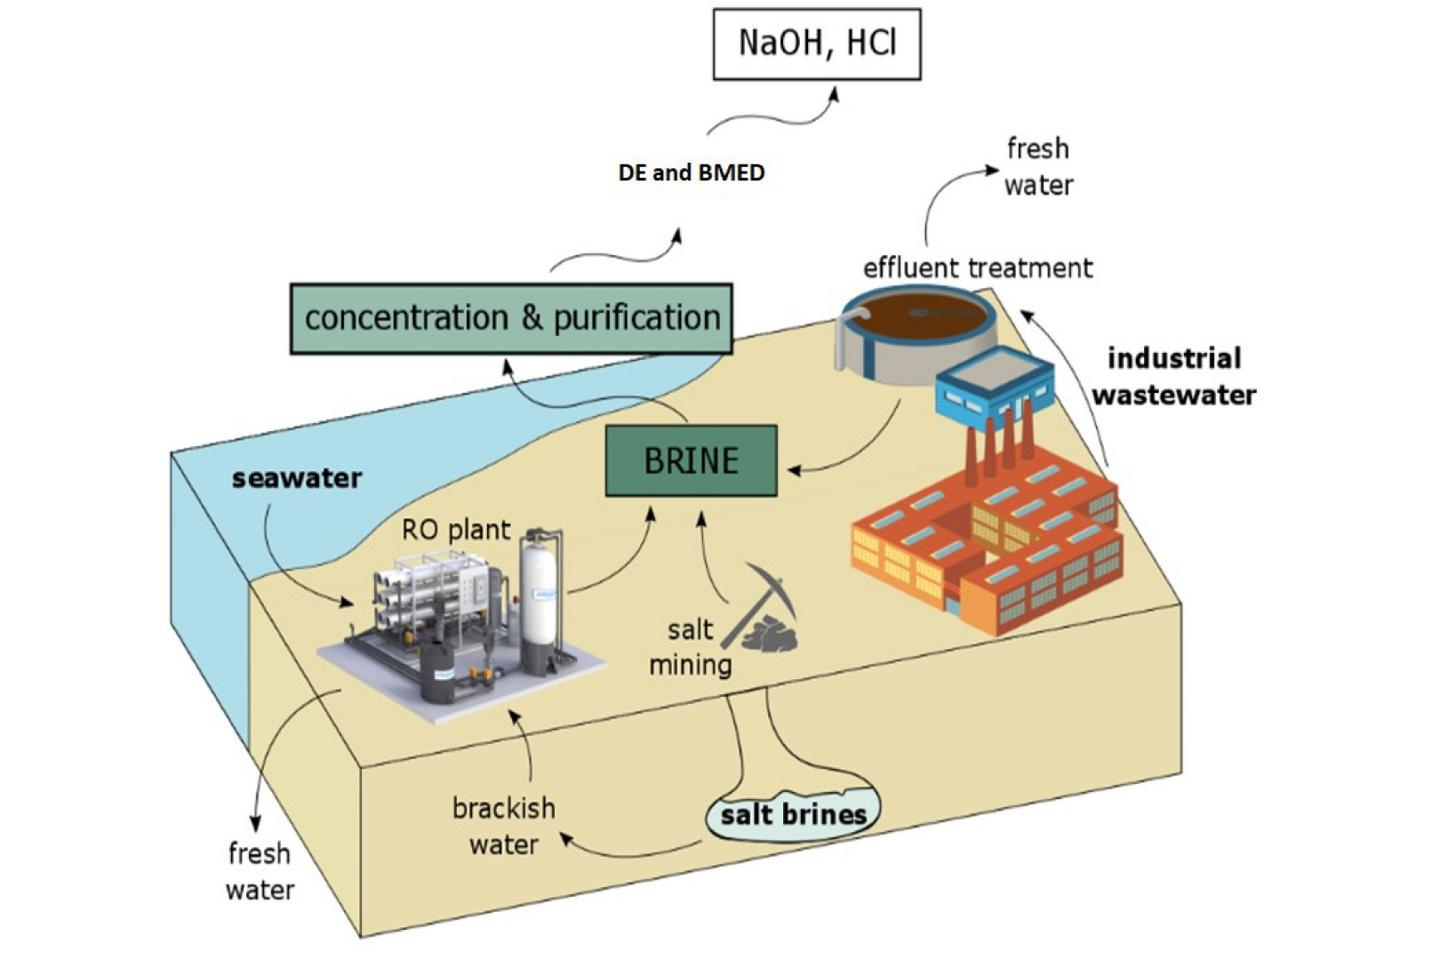 NaOH, HCl
DE and BMED
fresh
water
effluent treatment
concentration & purification
industrial
wastewater
BRINE
seawater
RO plant
salt
mining
brackish
water
salt brines
fresh
water